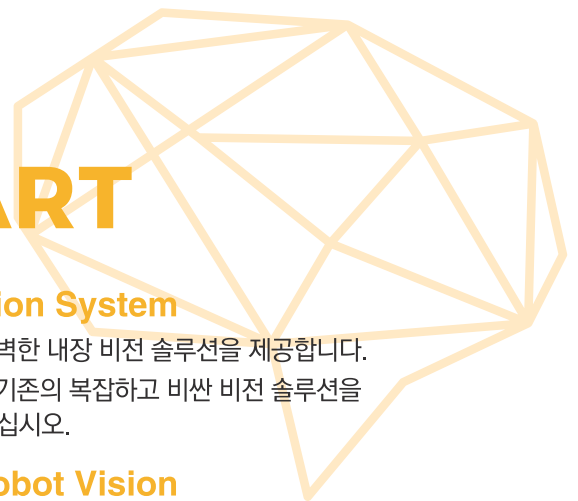 ART
ion System
벽한 내장 비전 솔루션을 제공합니다.
기존의 복잡하고 비싼 비전 솔루션을
십시오.
obot Vision